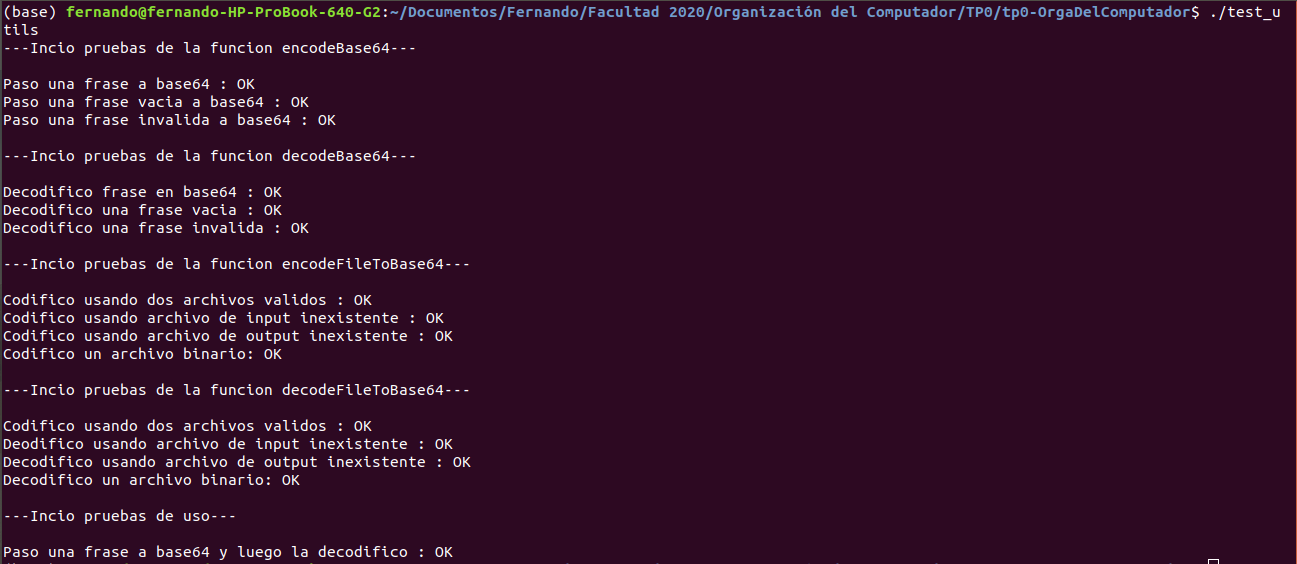 (base) fernando@fernando-HP-ProBook-640-G2:~/Documentos/Fernando/Facultad 2020/Organización del Computador/TP0/tp0-OrgaDelComputador$ ./test_u
tils
---Incio pruebas de la funcion encodeBase64---
Paso una frase a base64 : OK
Paso una frase vacia a base64 : OK
Paso una frase invalida a base64 : OK
---Incio pruebas de la funcion decodeBase64---
Decodifico frase en base64 : OK
Decodifico una frase vacia : OK
Decodifico una frase invalida : OK
---Incio pruebas de la funcion encodeFileToBase64---
Codifico usando dos archivos validos : OK
Codifico usando archivo de input inexistente : OK
Codifico usando archivo de output inexistente : OK
Codifico un archivo binario: OK
---Incio pruebas de la funcion decodeFileToBase64---
Codifico usando dos archivos validos : OK
Deodifico usando archivo de input inexistente : OK
Decodifico usando archivo de output inexistente : OK
Decodifico un archivo binario: OK
---Incio pruebas de uso---
Paso una frase a base64 y luego la decodifico : OK